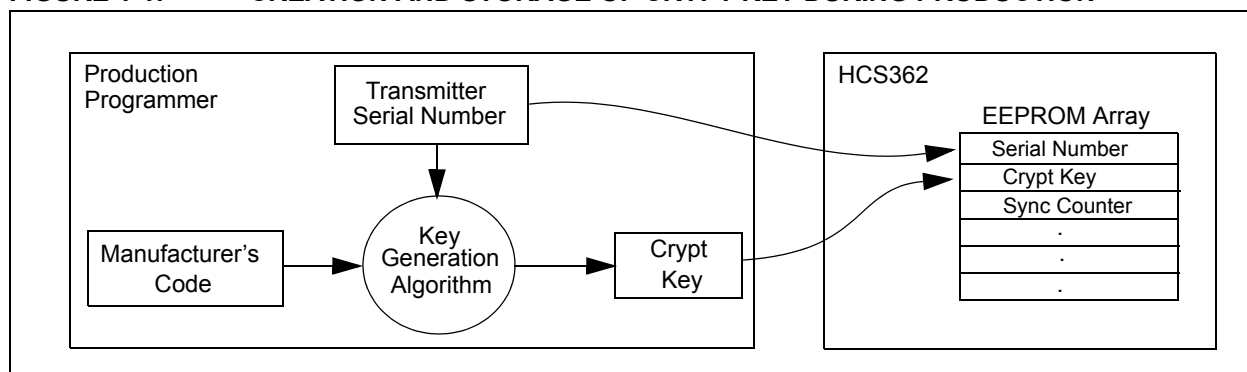 Production
Programmer
Transmitter
Serial Number
Manufacturer's
Code
Key
Generation
Algorithm
Crypt
Key
HCS362
EEPROM Array
Serial Number
Crypt Key
Sync Counter
.
.
.